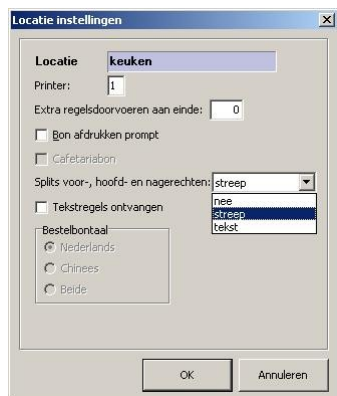 Locatie instellingen
Locatie keuken
Printer: 1
Extra regelsdoorvoeren aan einde: 0
Bon afdrukken prompt
Cafetariabon
Splits voor-, hoofd- en nagerechten: streep
nee
streep
tekst
Tekstregels ontvangen
Bestelbontaal
Nederlands
Chinees
Beide
OK Annuleren